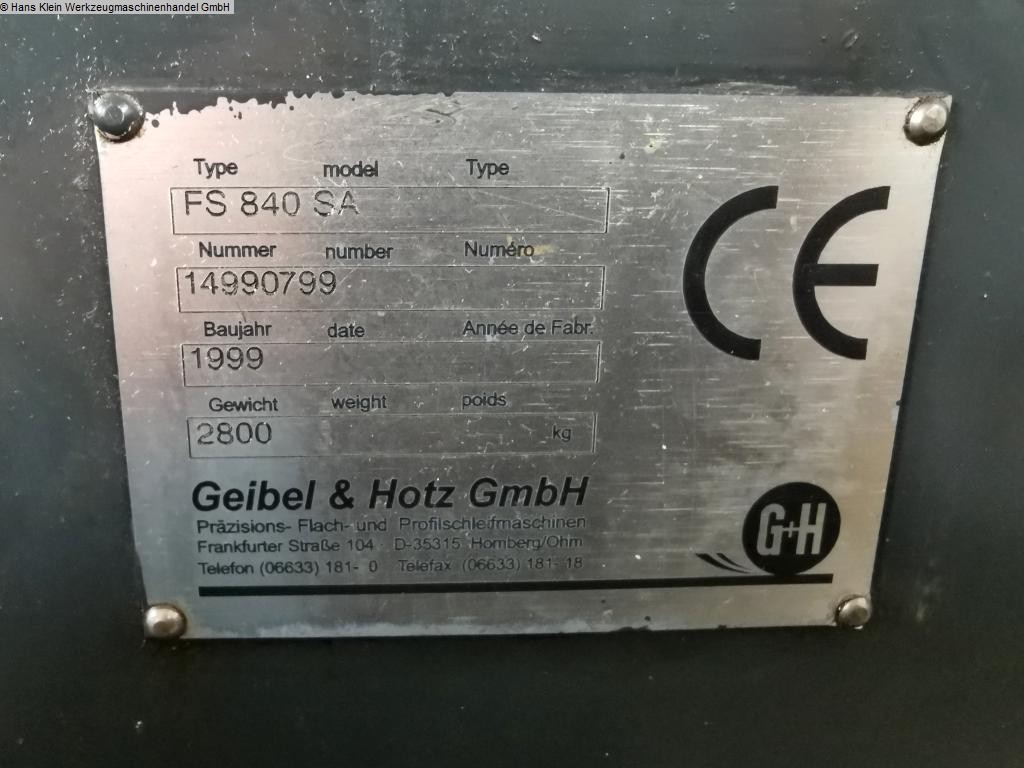 © Hans Klein Werkzeugmaschinenhandel GmbH
Type model Type
FS 840 SA
Nummer number Numéro
14990799
Baujahr date Année de Fabr.
1999
Gewicht weight poids
2800 kg
CE
Geibel & Hotz GmbH
Präzisions- Flach- und Profilschleifmaschinen
Frankfurter Straße 104 · D-35315 Homberg/Ohm
Telefon (06633) 181- 0 Telefax (06633) 181- 18
G+H